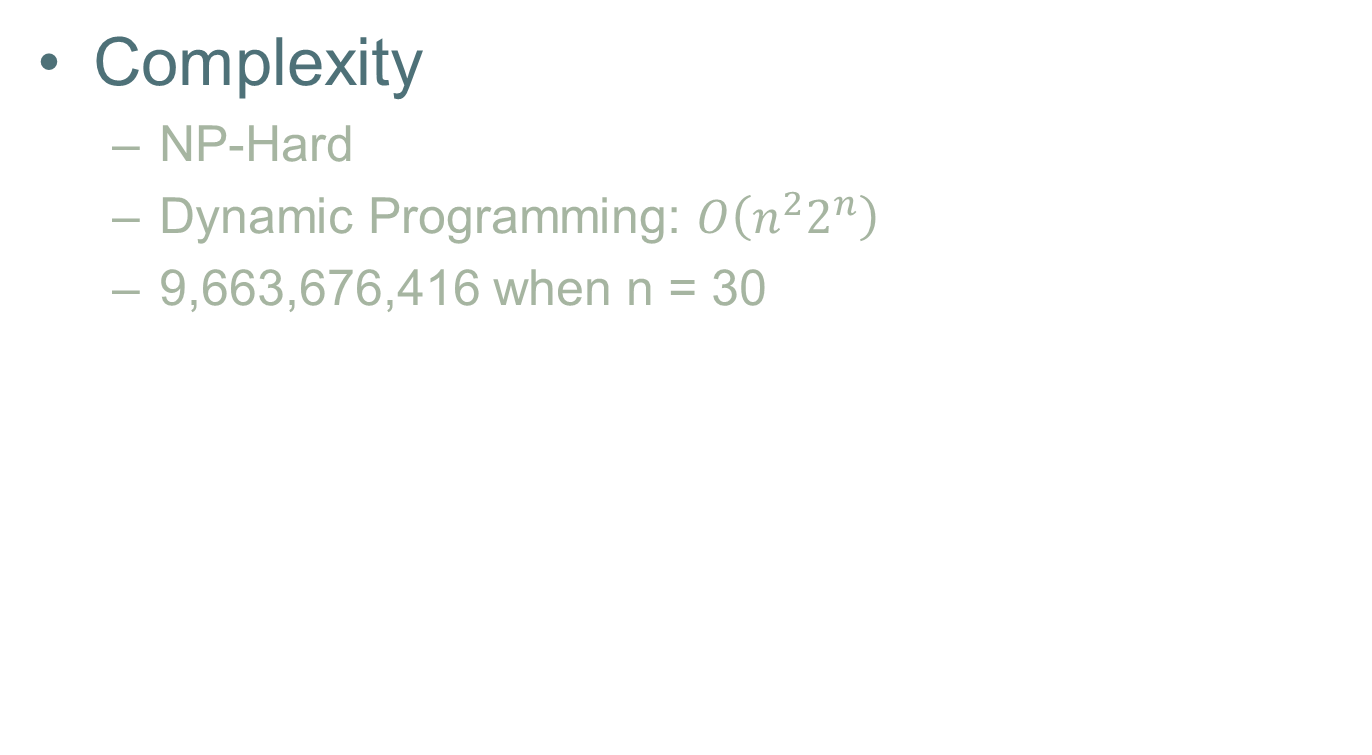 • Complexity
– NP-Hard
– Dynamic Programming: 𝑂(𝑛²2ⁿ)
– 9,663,676,416 when n = 30